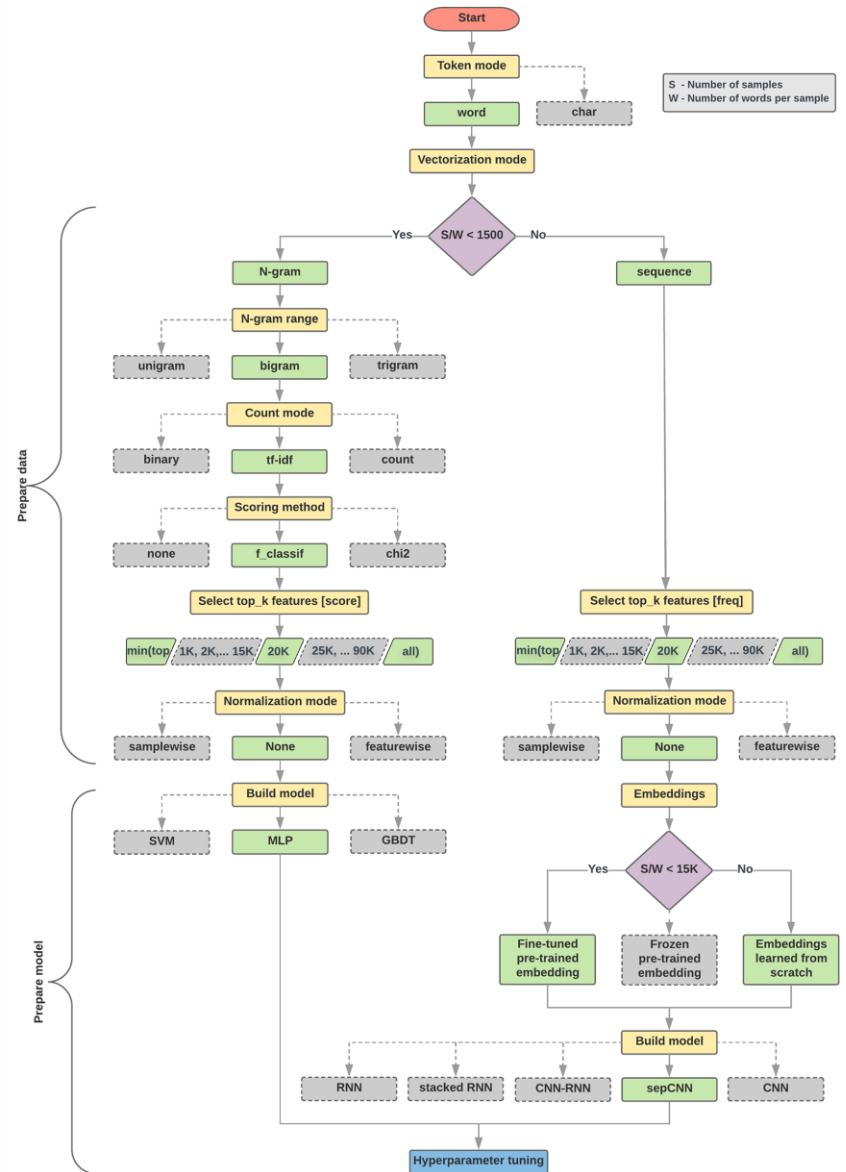 Start
Token mode
S - Number of samples
W - Number of words per sample
word
char
Vectorization mode
S/W < 1500
Yes
No
N-gram
sequence
N-gram range
unigram
bigram
trigram
Count mode
binary
tf-idf
count
Prepare data
Scoring method
none
f_classif
chi2
Select top_k features [score]
Select top_k features [freq]
min(top
1K, 2K,... 15K
20K
25K, ... 90K
all)
min(top
1K, 2K,... 15K
20K
25K, ... 90K
all)
Normalization mode
Normalization mode
samplewise
None
featurewise
samplewise
None
featurewise
Build model
Embeddings
SVM
MLP
GBDT
S/W < 15K
Yes
No
Fine-tuned
pre-trained
embedding
Frozen
pre-trained
embedding
Embeddings
learned from
scratch
Prepare model
Build model
RNN
stacked RNN
CNN-RNN
sepCNN
CNN
Hyperparameter tuning